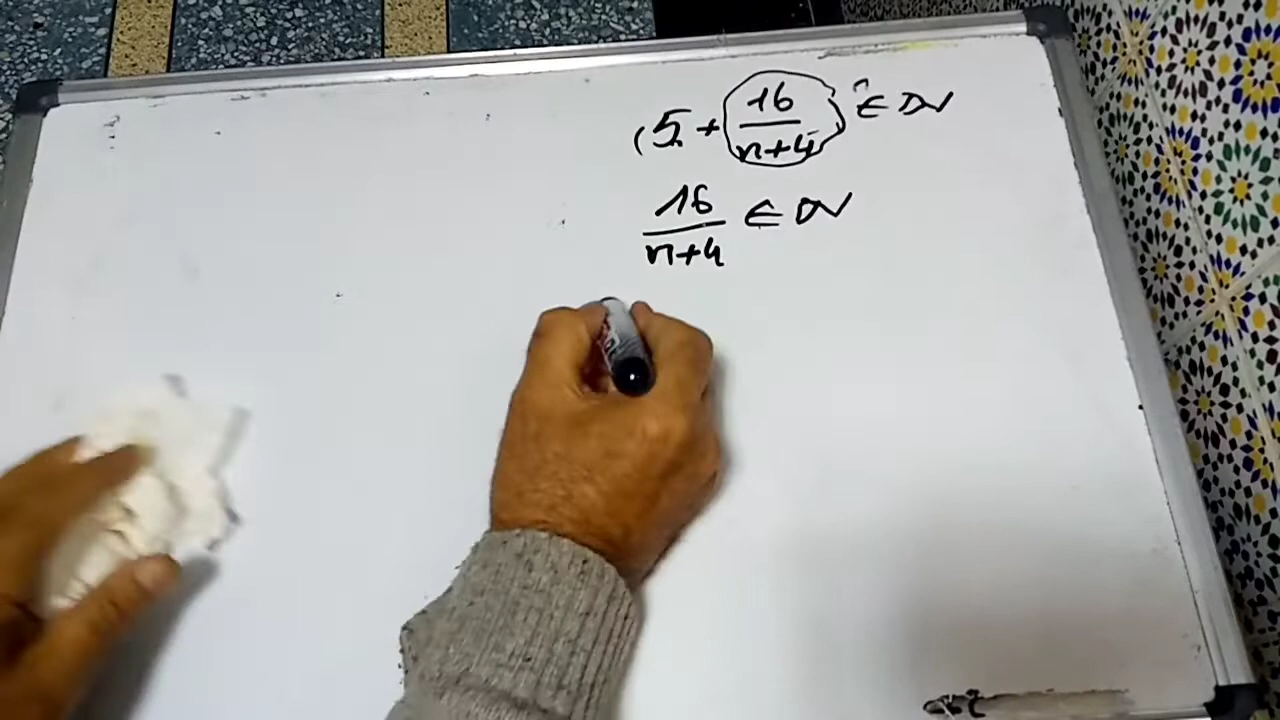 (5 + 16/(n+4)) ∈ ℕ
16/(n+4) ∈ ℕ